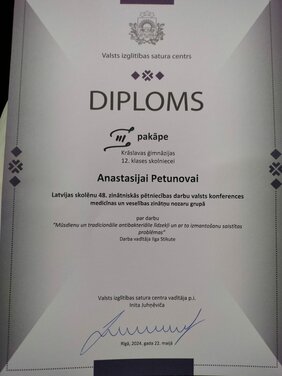 Valsts izglītības satura centrs
DIPLOMS
III pakāpe
Krāslavas ģimnāzijas
12. klases skolniecei
Anastasijai Petunovai
Latvijas skolēnu 48. zinātniskās pētniecības darbu valsts konferences
medicīnas un veselības zinātņu nozaru grupā
par darbu
"Mūsdienu un tradicionālie antibakteriālie līdzekļi un ar to izmantošanu saistītās
problēmas"
Darba vadītāja Ilga Stikute
Valsts izglītības satura centra vadītāja p.i.
Inita Juhņēviča
Rīgā, 2024. gada 22. maijā